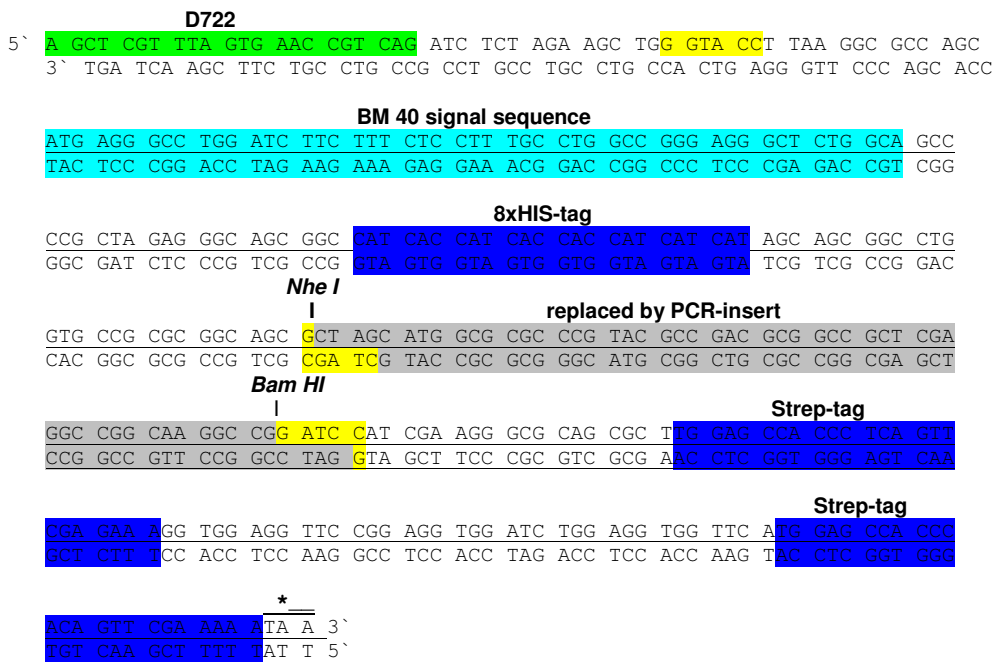 D722
5` A GCT CGT TTA GTG AAC CGT CAG ATC TCT AGA AGC TGG GTA CCT TAA GGC GCC AGC
3` TGA TCA AGC TTC TGC CTG CCG CCT GCC TGC CTG CCA CTG AGG GTT CCC AGC ACC
BM 40 signal sequence
ATG AGG GCC TGG ATC TTC TTT CTC CTT TGC CTG GCC GGG AGG GCT CTG GCA GCC
TAC TCC CGG ACC TAG AAG AAA GAG GAA ACG GAC CGG CCC TCC CGA GAC CGT CGG
8xHIS-tag
CCG CTA GAG GGC AGC GGC CAT CAC CAT CAC CAC CAT CAT CAT AGC AGC GGC CTG
GGC GAT CTC CCG TCG CCG GTA GTG GTA GTG GTG GTA GTA GTA TCG TCG CCG GAC
Nhe I
replaced by PCR-insert
GTG CCG CGC GGC AGC GCT AGC ATG GCG CGC CCG TAC GCC GAC GCG GCC GCT CGA
CAC GGC GCG CCG TCG CGA TCG TAC CGC GCG GGC ATG CGG CTG CGC CGG CGA GCT
Bam HI
Strep-tag
GGC CGG CAA GGC CGG ATC CAT CGA AGG GCG CAG CGC TTG GAG CCA CCC TCA GTT
CCG GCC GTT CCG GCC TAG GTA GCT TCC CGC GTC GCG AAC CTC GGT GGG AGT CAA
Strep-tag
CGA GAA AGG TGG AGG TTC CGG AGG TGG ATC TGG AGG TGG TTC ATG GAG CCA CCC
GCT CTT TCC ACC TCC AAG GCC TCC ACC TAG ACC TCC ACC AAG TAC CTC GGT GGG
*__
ACA GTT CGA AAA ATA A 3`
TGT CAA GCT TTT TAT T 5`